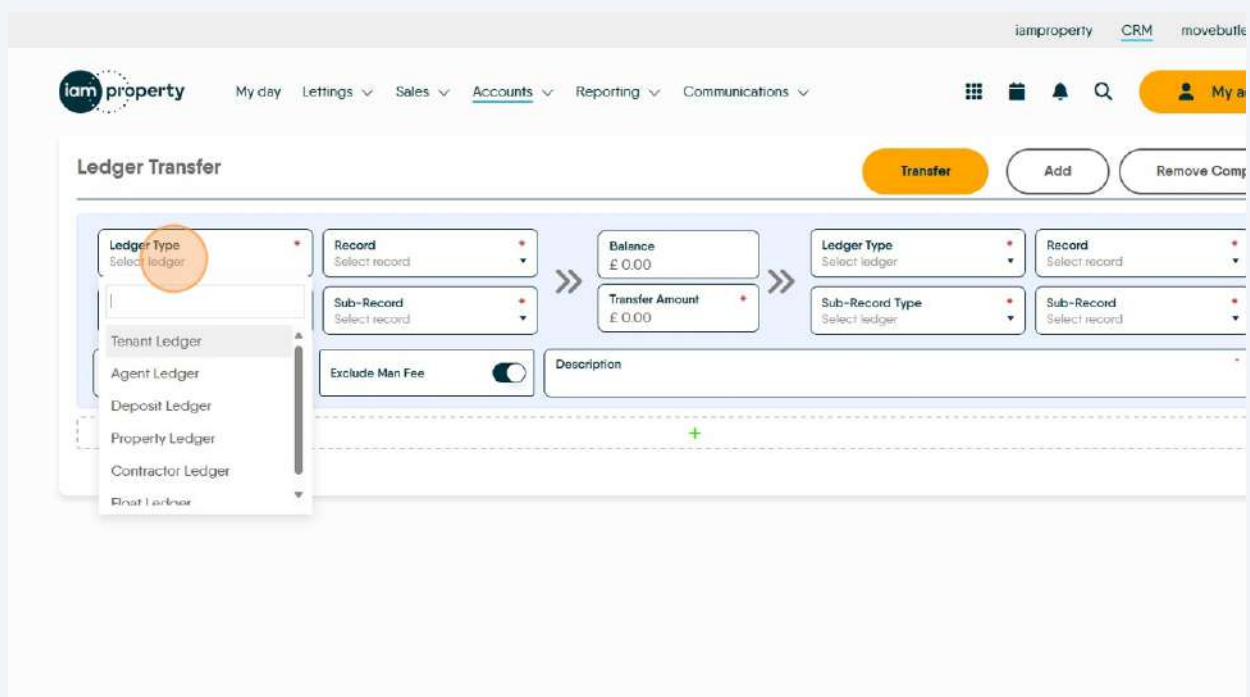 iamproperty CRM movebutle
iam property My day Lettings Sales Accounts Reporting Communications My a
Ledger Transfer Transfer Add Remove Comp
Ledger Type * Record * Balance Ledger Type * Record *
Select ledger Select record £ 0.00 Select ledger Select record
Sub-Record * Transfer Amount * Sub-Record Type * Sub-Record *
Select record £ 0.00 Select ledger Select record
Tenant Ledger
Agent Ledger Exclude Man Fee Description *
Deposit Ledger
Property Ledger +
Contractor Ledger
Float Ledger